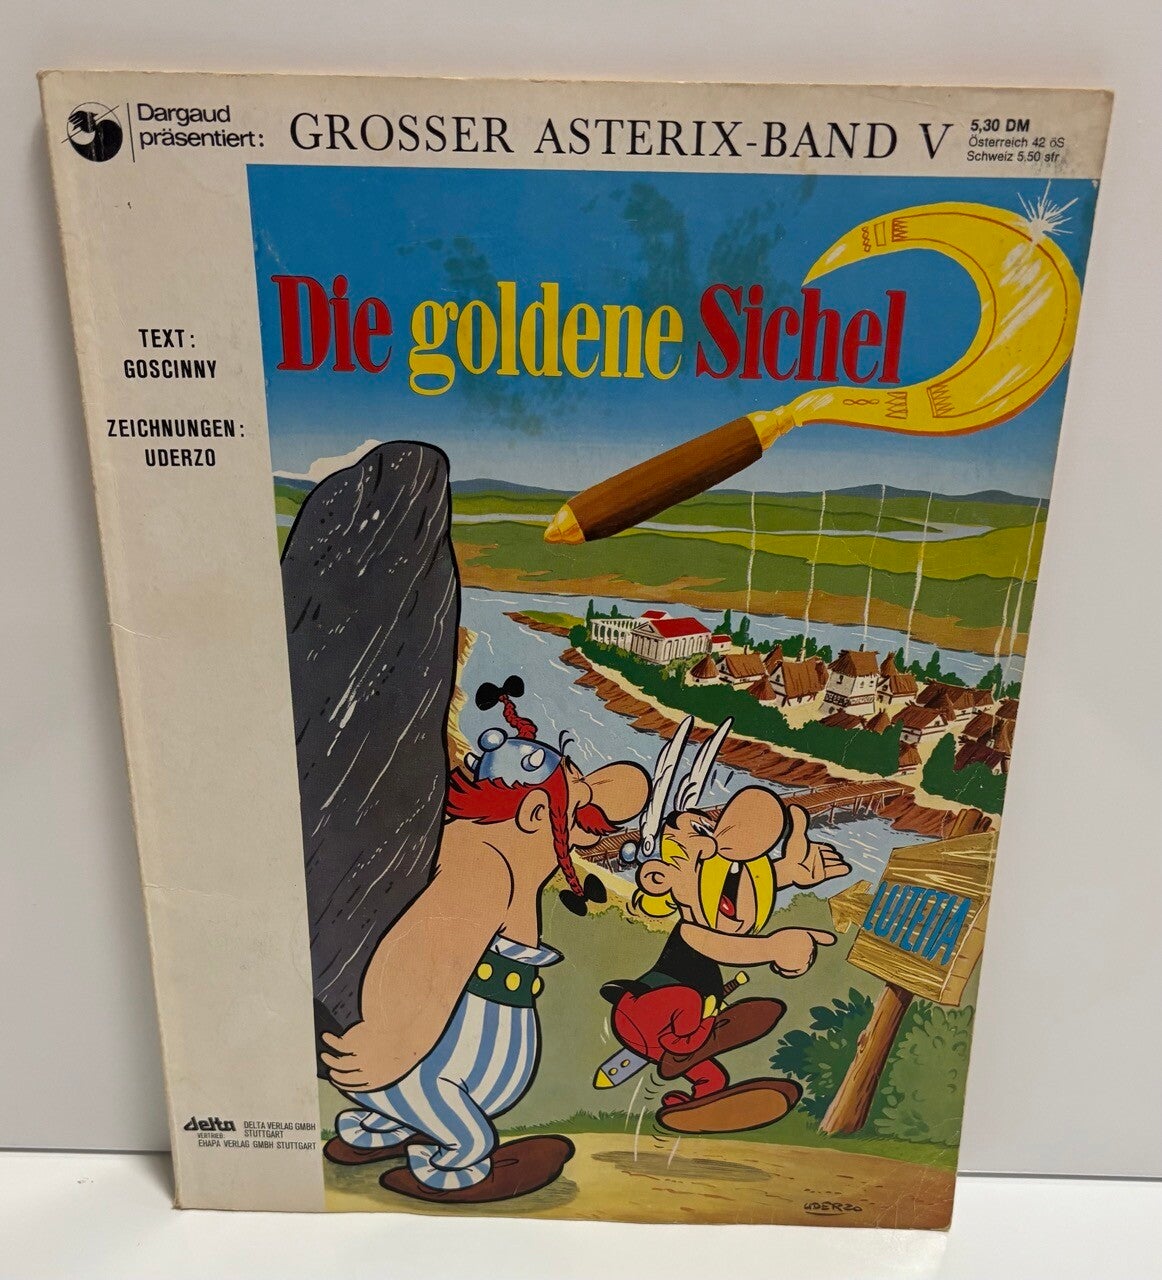 Dargaud
präsentiert:
GROSSER ASTERIX-BAND V
5,30 DM
Österreich 42 öS
Schweiz 5,50 sfr
Die goldene Sichel
TEXT:
GOSCINNY
ZEICHNUNGEN:
UDERZO
LUTETIA
delta
DELTA VERLAG GMBH
STUTTGART
VERTRIEB:
EHAPA VERLAG GMBH STUTTGART
UDERZO